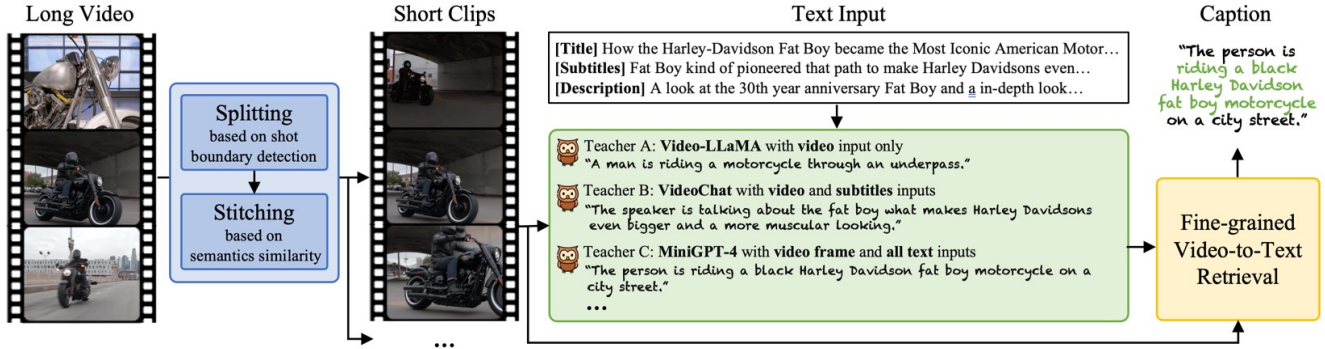 Long Video
Short Clips
Text Input
Caption
Splitting
based on shot
boundary detection
Stitching
based on
semantics similarity
...
[Title] How the Harley-Davidson Fat Boy became the Most Iconic American Motor…
[Subtitles] Fat Boy kind of pioneered that path to make Harley Davidsons even…
[Description] A look at the 30th year anniversary Fat Boy and a in-depth look…
Teacher A: Video-LLaMA with video input only
“A man is riding a motorcycle through an underpass.”
Teacher B: VideoChat with video and subtitles inputs
“The speaker is talking about the fat boy what makes Harley Davidsons
even bigger and a more muscular looking.”
Teacher C: MiniGPT-4 with video frame and all text inputs
“The person is riding a black Harley Davidson fat boy motorcycle on a
city street.”
...
“The person is
riding a black
Harley Davidson
fat boy motorcycle
on a city street.”
Fine-grained
Video-to-Text
Retrieval